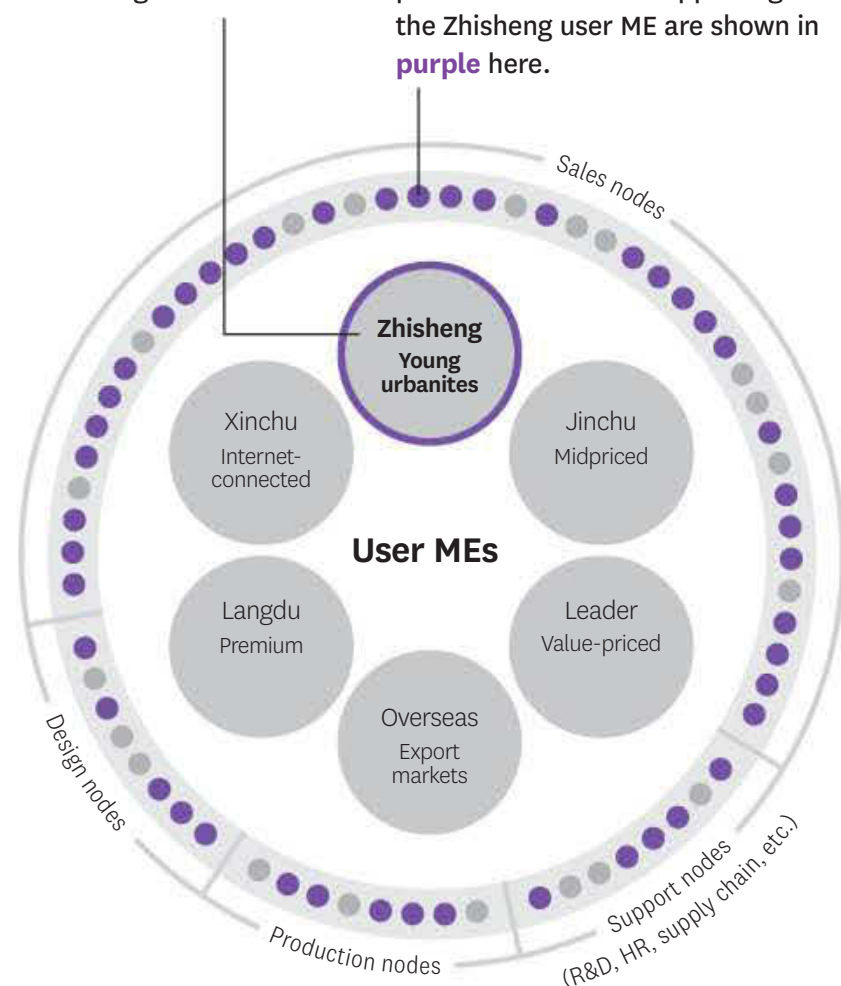 the Zhisheng user ME are shown in
purple here.
Sales nodes
Zhisheng
Young
urbanites
Xinchu
Internet-
connected
Jinchu
Midpriced
User MEs
Langdu
Premium
Leader
Value-priced
Overseas
Export
markets
Design nodes
Production nodes
Support nodes
(R&D, HR, supply chain, etc.)